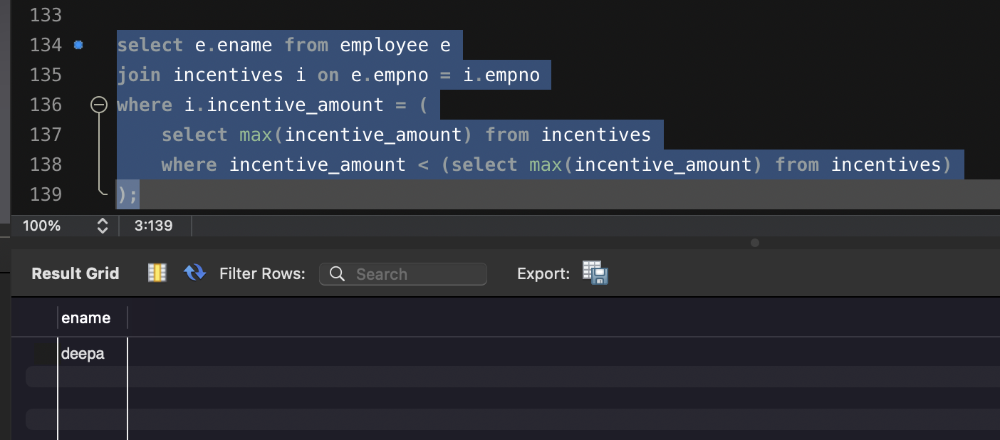 133
134 select e.ename from employee e
135 join incentives i on e.empno = i.empno
136 where i.incentive_amount = (
137 select max(incentive_amount) from incentives
138 where incentive_amount < (select max(incentive_amount) from incentives)
139 );
100% 3:139
Result Grid Filter Rows: Search Export:
ename
deepa